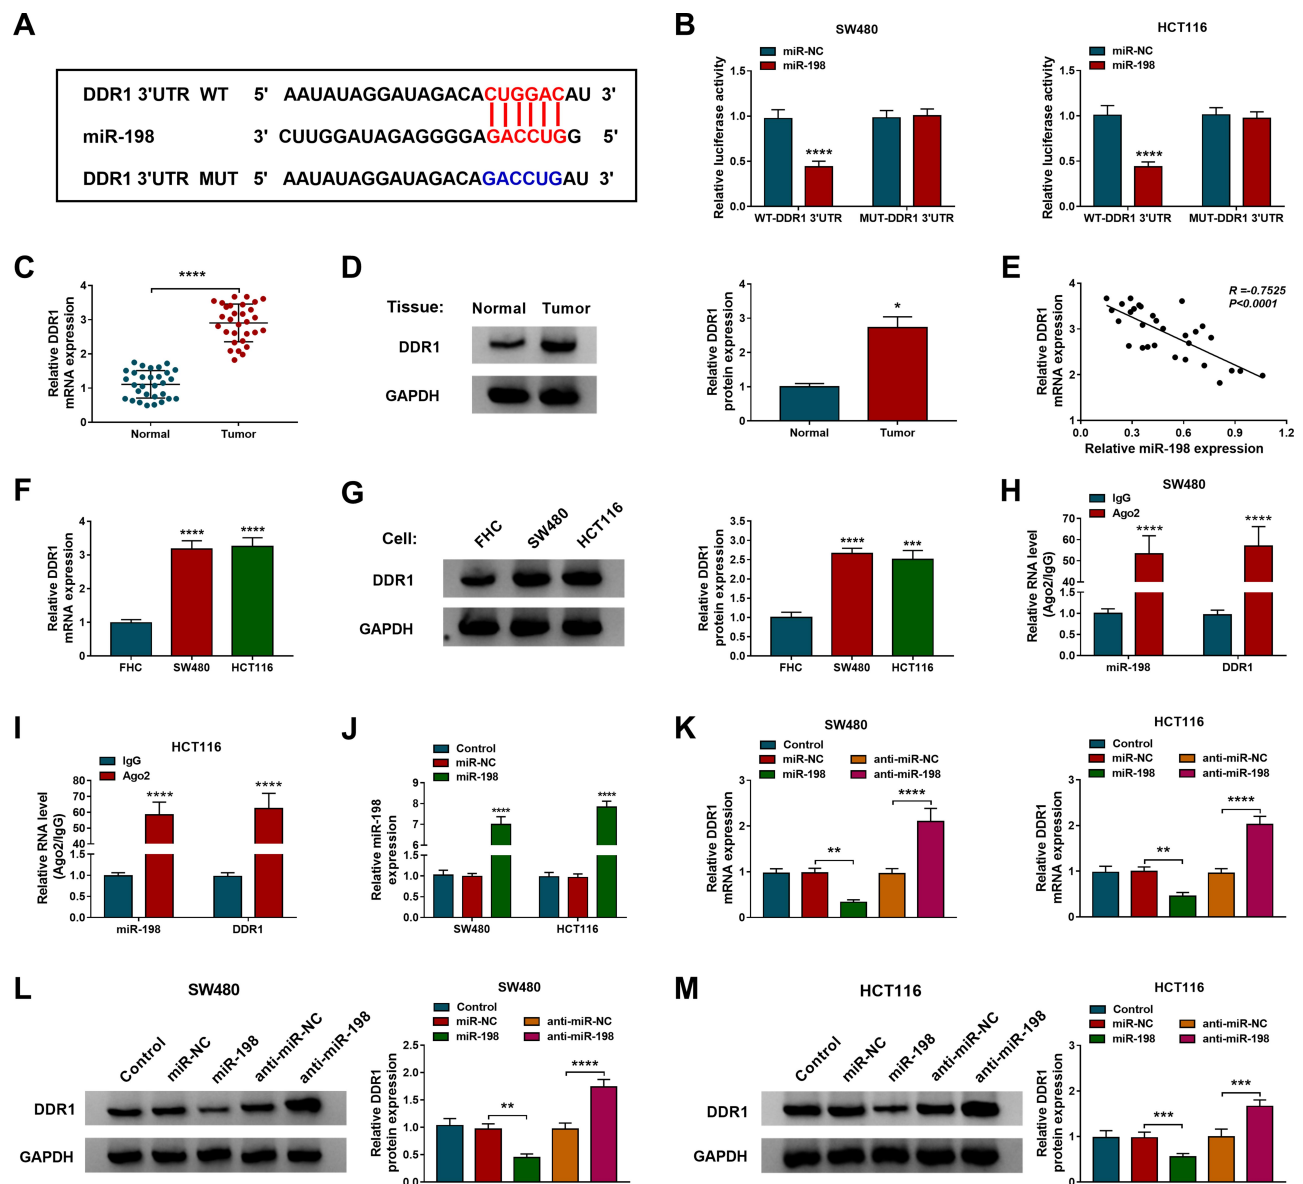 A
DDR1 3'UTR WT 5' AAUAUAGGAUAGACACUGGACAU 3'
miR-198 3' CUUGGAUAGAGGGGAGACCUGG 5'
DDR1 3'UTR MUT 5' AAUAUAGGAUAGACAGACCUGAU 3'
B
SW480
miR-NC
miR-198
Relative luciferase activity
1.5
1.0
0.5
0.0
****
WT-DDR1 3'UTR MUT-DDR1 3'UTR
HCT116
miR-NC
miR-198
Relative luciferase activity
1.5
1.0
0.5
0.0
****
WT-DDR1 3'UTR MUT-DDR1 3'UTR
C
Relative DDR1
mRNA expression
4
3
2
1
0
****
Normal Tumor
D
Tissue: Normal Tumor
DDR1
GAPDH
Relative DDR1
protein expression
4
3
2
1
0
*
Normal Tumor
E
Relative DDR1
mRNA expression
4
3
2
1
R =-0.7525
P<0.0001
0.0 0.3 0.6 0.9 1.2
Relative miR-198 expression
F
Relative DDR1
mRNA expression
4
3
2
1
0
**** ****
FHC SW480 HCT116
G
Cell: FHC SW480 HCT116
DDR1
GAPDH
Relative DDR1
protein expression
3.5
3.0
2.5
2.0
1.5
1.0
0.5
0.0
**** ***
FHC SW480 HCT116
H
SW480
IgG
Ago2
Relative RNA level
(Ago2/IgG)
70
60
50
40
1.5
1.0
0.5
0.0
**** ****
miR-198 DDR1
I
HCT116
IgG
Ago2
Relative RNA level
(Ago2/IgG)
80
70
60
50
40
1.5
1.0
0.5
0.0
**** ****
miR-198 DDR1
J
Control
miR-NC
miR-198
Relative miR-198
expression
9
8
7
6
1.5
1.0
0.5
0.0
**** ****
SW480 HCT116
K
SW480
Control
miR-NC anti-miR-NC
miR-198 anti-miR-198
Relative DDR1
mRNA expression
3
2
1
0
** ****
HCT116
Control
miR-NC anti-miR-NC
miR-198 anti-miR-198
Relative DDR1
mRNA expression
3
2
1
0
** ****
L
SW480
Control miR-NC miR-198 anti-miR-NC anti-miR-198
DDR1
GAPDH
SW480
Control
miR-NC anti-miR-NC
miR-198 anti-miR-198
Relative DDR1
protein expression
2.5
2.0
1.5
1.0
0.5
0.0
** ****
M
HCT116
Control miR-NC miR-198 anti-miR-NC anti-miR-198
DDR1
GAPDH
HCT116
Control
miR-NC anti-miR-NC
miR-198 anti-miR-198
Relative DDR1
protein expression
3
2
1
0
*** ***